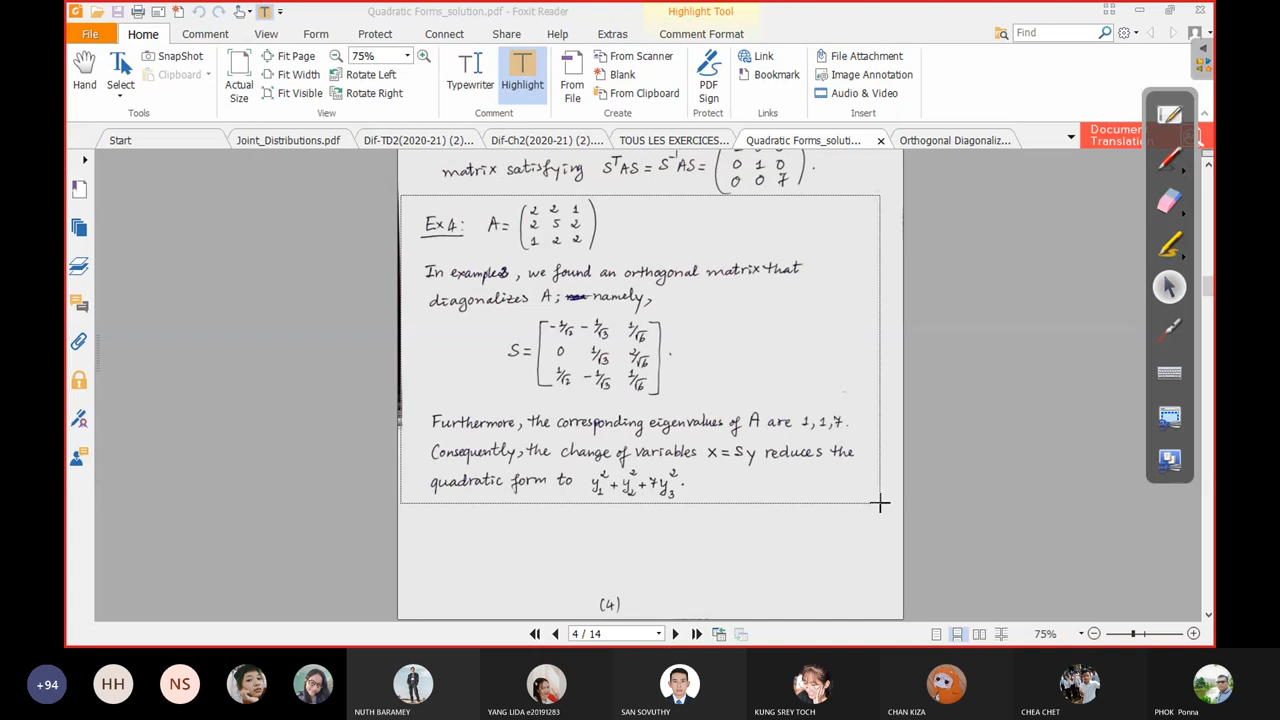 Quadratic Forms_solution.pdf - Foxit Reader
Highlight Tool
File Home Comment View Form Protect Connect Share Help Extras Comment Format Find
SnapShot Fit Page 75% From Scanner Link File Attachment
Clipboard Fit Width Rotate Left Blank Bookmark Image Annotation
Hand Select Actual Size Fit Visible Rotate Right Typewriter Highlight From File From Clipboard PDF Sign Audio & Video
Tools View Comment Create Protect Links Insert
Start Joint_Distributions.pdf Dif-TD2(2020-21) (2).... Dif-Ch2(2020-21) (2).... TOUS LES EXERCICES... Quadratic Forms_soluti... Orthogonal Diagonaliz... Document Translation
matrix satisfying SᵀAS = S⁻¹AS =
0 1 0
0 0 7 .
Ex4: A =
2 2 1
2 5 2
1 2 2
In example 2, we found an orthogonal matrix that
diagonalizes A; namely,
S =
-1/√2 -1/√3 1/√6
0 1/√3 2/√6
1/√2 -1/√3 1/√6 .
Furthermore, the corresponding eigenvalues of A are 1, 1, 7.
Consequently, the change of variables x = Sy reduces the
quadratic form to y₁² + y₂² + 7y₃².
(4)
4 / 14 75%
+94 HH NS
NUTH BARAMEY YANG LIDA e20191283 SAN SOVUTHY KUNG SREY TOCH CHAN KIZA CHEA CHET PHOK Ponna